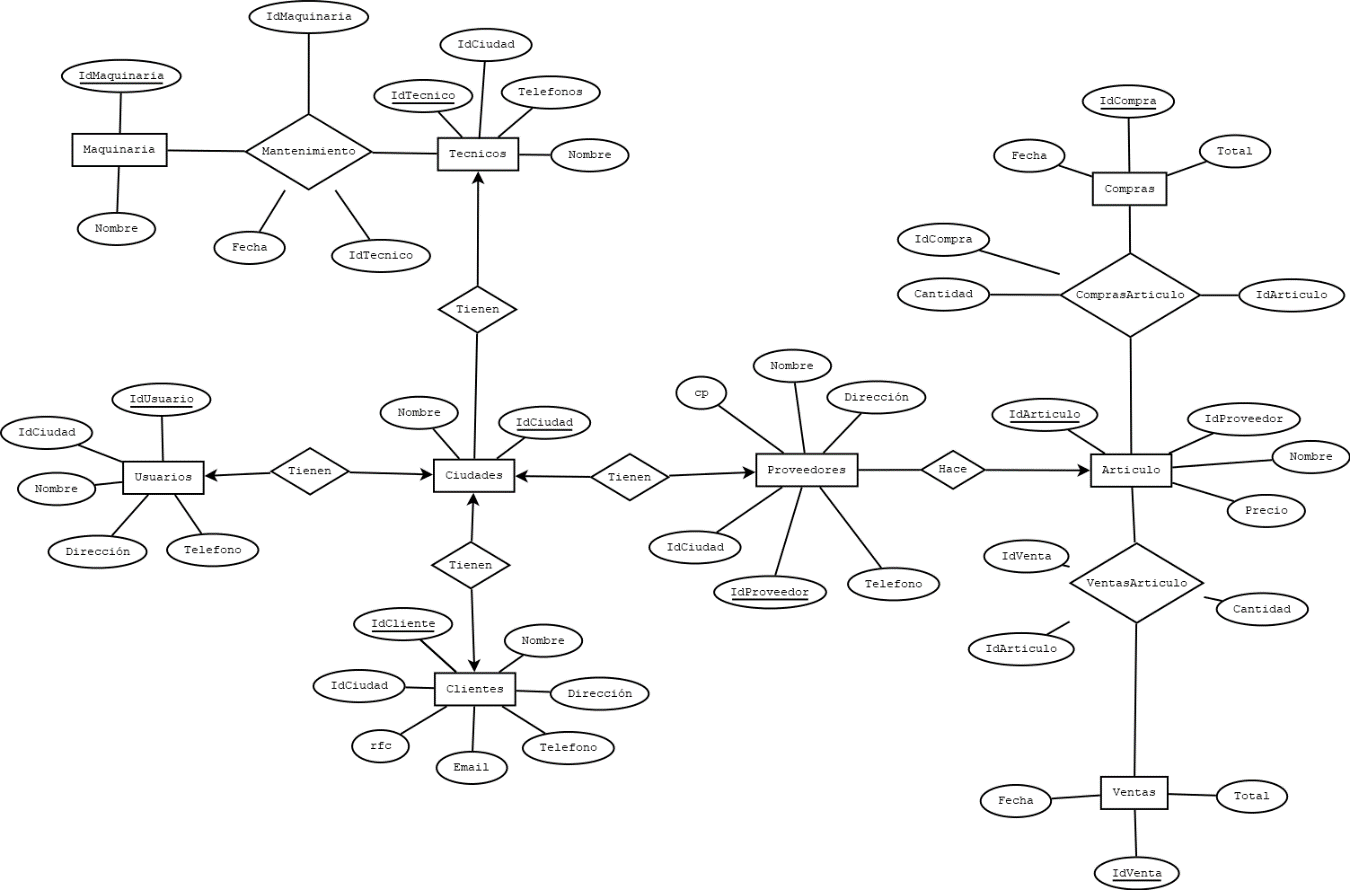 IdMaquinaria
IdCiudad
IdMaquinaria
IdTecnico
Telefonos
Maquinaria
Mantenimiento
Tecnicos
Nombre
Nombre
Fecha
IdTecnico
Tienen
IdCompra
Fecha
Total
Compras
IdCompra
Cantidad
ComprasArticulo
IdArticulo
IdUsuario
IdCiudad
Nombre
Usuarios
Dirección
Telefono
Tienen
Nombre
IdCiudad
Ciudades
Tienen
cp
Nombre
Dirección
Proveedores
IdCiudad
IdProveedor
Telefono
Hace
IdArticulo
IdProveedor
Nombre
Articulo
Precio
IdVenta
VentasArticulo
Cantidad
IdArticulo
Tienen
IdCliente
Nombre
IdCiudad
Clientes
Dirección
rfc
Email
Telefono
Fecha
Ventas
Total
IdVenta